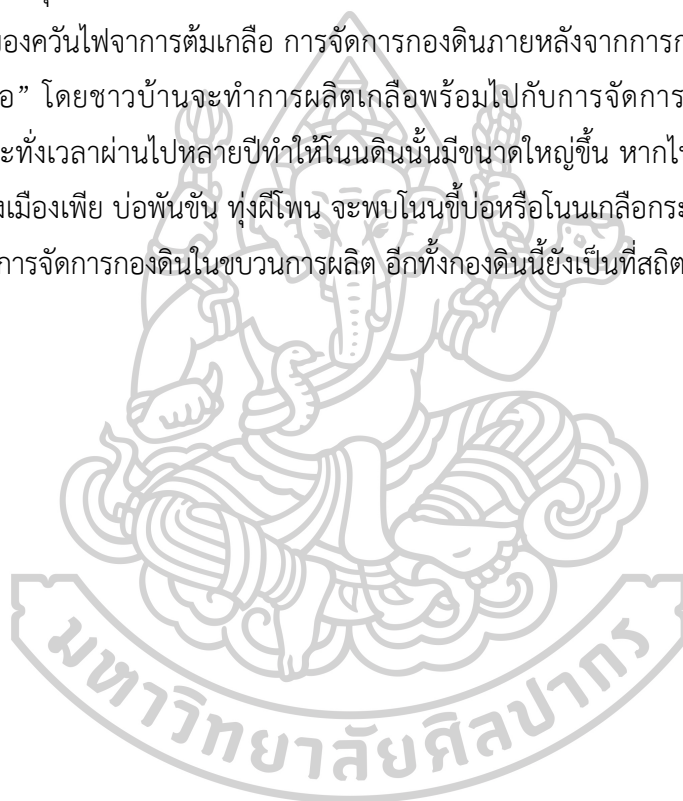 ของควันไฟจาการต้มเกลือ การจัดการกองดินภายหลังจากการก
อ” โดยชาวบ้านจะทำการผลิตเกลือพร้อมไปกับการจัดการ
ะทั่งเวลาผ่านไปหลายปีทำให้โนนดินนั้นมีขนาดใหญ่ขึ้น หากไ
งเมืองเพีย บ่อพันขัน ทุ่งผีโพน จะพบโนนขี้บ่อหรือโนนเกลือกระ
การจัดการกองดินในขบวนการผลิต อีกทั้งกองดินนี้ยังเป็นที่สถิต
มหาวิทยาลัยศิลปากร